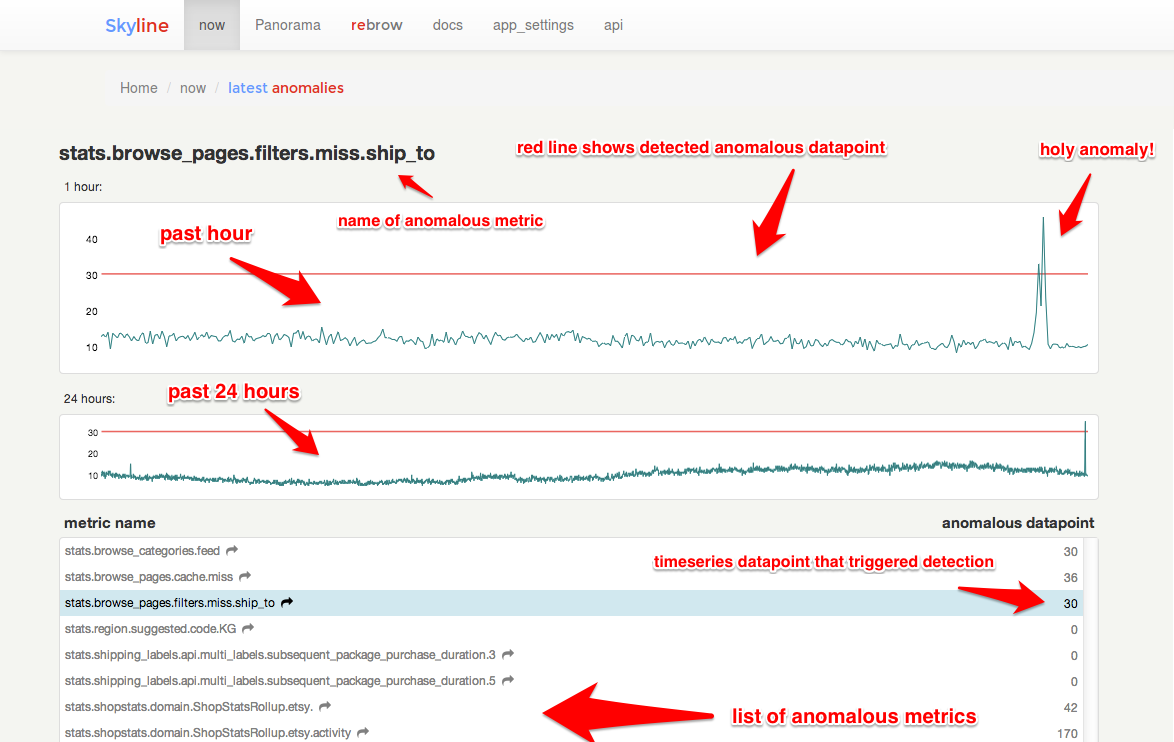 Skyline now Panorama rebrow docs app_settings api
Home / now / latest anomalies
stats.browse_pages.filters.miss.ship_to
red line shows detected anomalous datapoint
holy anomaly!
1 hour:
name of anomalous metric
past hour
40
30
20
10
past 24 hours
24 hours:
30
20
10
metric name anomalous datapoint
stats.browse_categories.feed 30
timeseries datapoint that triggered detection
stats.browse_pages.cache.miss 36
stats.browse_pages.filters.miss.ship_to 30
stats.region.suggested.code.KG 0
stats.shipping_labels.api.multi_labels.subsequent_package_purchase_duration.3 0
stats.shipping_labels.api.multi_labels.subsequent_package_purchase_duration.5 0
stats.shopstats.domain.ShopStatsRollup.etsy. 42
list of anomalous metrics
stats.shopstats.domain.ShopStatsRollup.etsy.activity 170